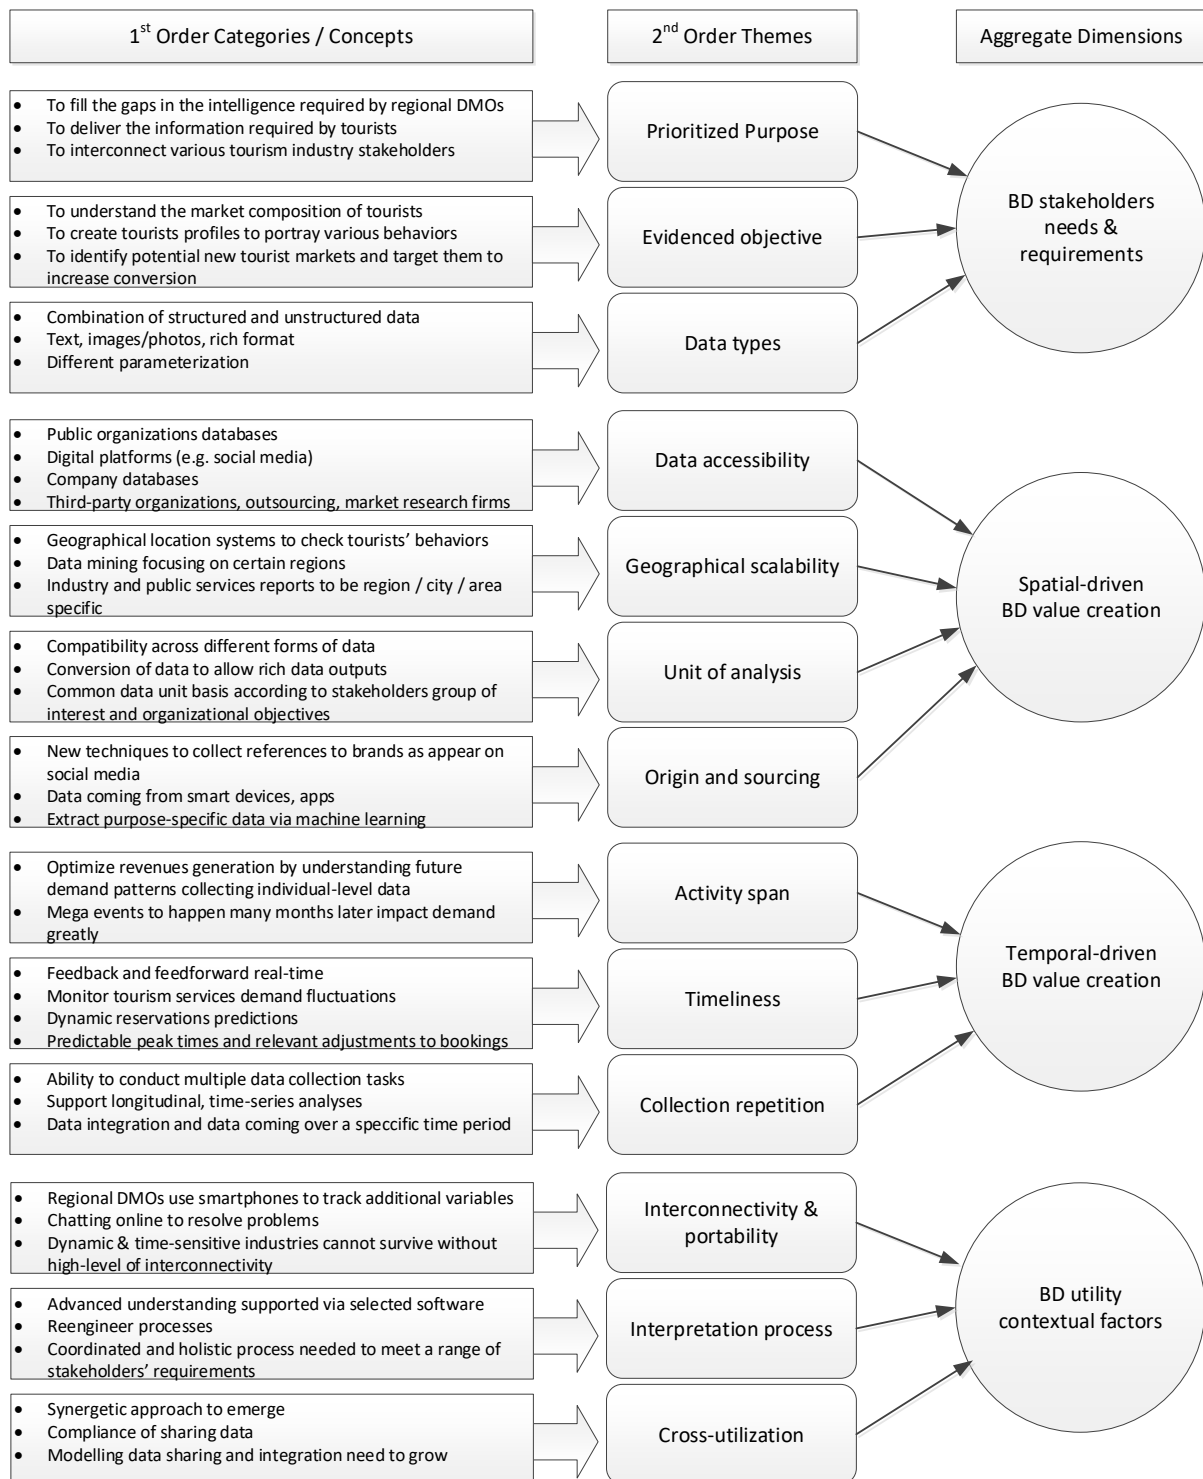 1st Order Categories / Concepts
2nd Order Themes
Aggregate Dimensions
• To fill the gaps in the intelligence required by regional DMOs
• To deliver the information required by tourists
• To interconnect various tourism industry stakeholders
Prioritized Purpose
• To understand the market composition of tourists
• To create tourists profiles to portray various behaviors
• To identify potential new tourist markets and target them to
increase conversion
Evidenced objective
• Combination of structured and unstructured data
• Text, images/photos, rich format
• Different parameterization
Data types
BD stakeholders
needs &
requirements
• Public organizations databases
• Digital platforms (e.g. social media)
• Company databases
• Third-party organizations, outsourcing, market research firms
Data accessibility
• Geographical location systems to check tourists’ behaviors
• Data mining focusing on certain regions
• Industry and public services reports to be region / city / area
specific
Geographical scalability
• Compatibility across different forms of data
• Conversion of data to allow rich data outputs
• Common data unit basis according to stakeholders group of
interest and organizational objectives
Unit of analysis
• New techniques to collect references to brands as appear on
social media
• Data coming from smart devices, apps
• Extract purpose-specific data via machine learning
Origin and sourcing
Spatial-driven
BD value creation
• Optimize revenues generation by understanding future
demand patterns collecting individual-level data
• Mega events to happen many months later impact demand
greatly
Activity span
• Feedback and feedforward real-time
• Monitor tourism services demand fluctuations
• Dynamic reservations predictions
• Predictable peak times and relevant adjustments to bookings
Timeliness
• Ability to conduct multiple data collection tasks
• Support longitudinal, time-series analyses
• Data integration and data coming over a speccific time period
Collection repetition
Temporal-driven
BD value creation
• Regional DMOs use smartphones to track additional variables
• Chatting online to resolve problems
• Dynamic & time-sensitive industries cannot survive without
high-level of interconnectivity
Interconnectivity &
portability
• Advanced understanding supported via selected software
• Reengineer processes
• Coordinated and holistic process needed to meet a range of
stakeholders’ requirements
Interpretation process
• Synergetic approach to emerge
• Compliance of sharing data
• Modelling data sharing and integration need to grow
Cross-utilization
BD utility
contextual factors